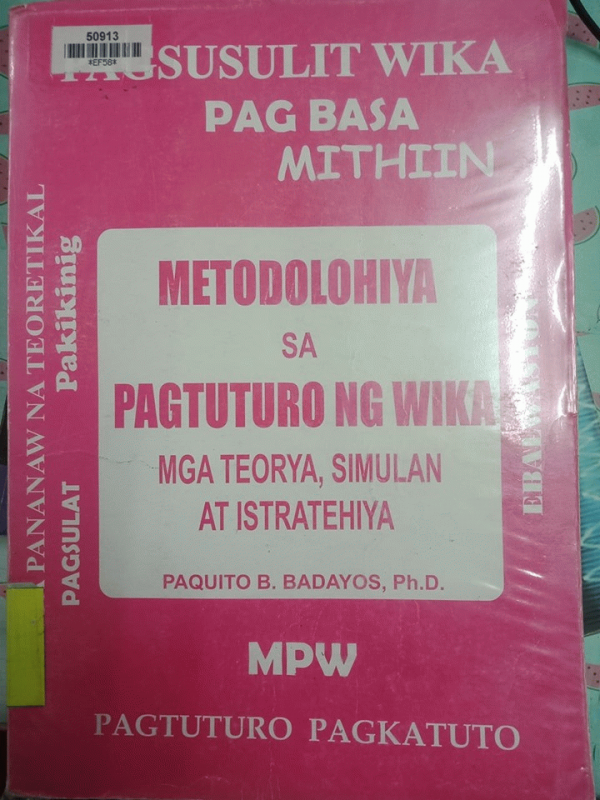 50913
*EF58*
PAGSUSULIT WIKA
PAG BASA
MITHIIN
PANANAW NA TEORETIKAL
Pakikinig
PAGSULAT
METODOLOHIYA
SA
PAGTUTURO NG WIKA
MGA TEORYA, SIMULAN
AT ISTRATEHIYA
PAQUITO B. BADAYOS, Ph.D.
EBALWASYON
MPW
PAGTUTURO PAGKATUTO